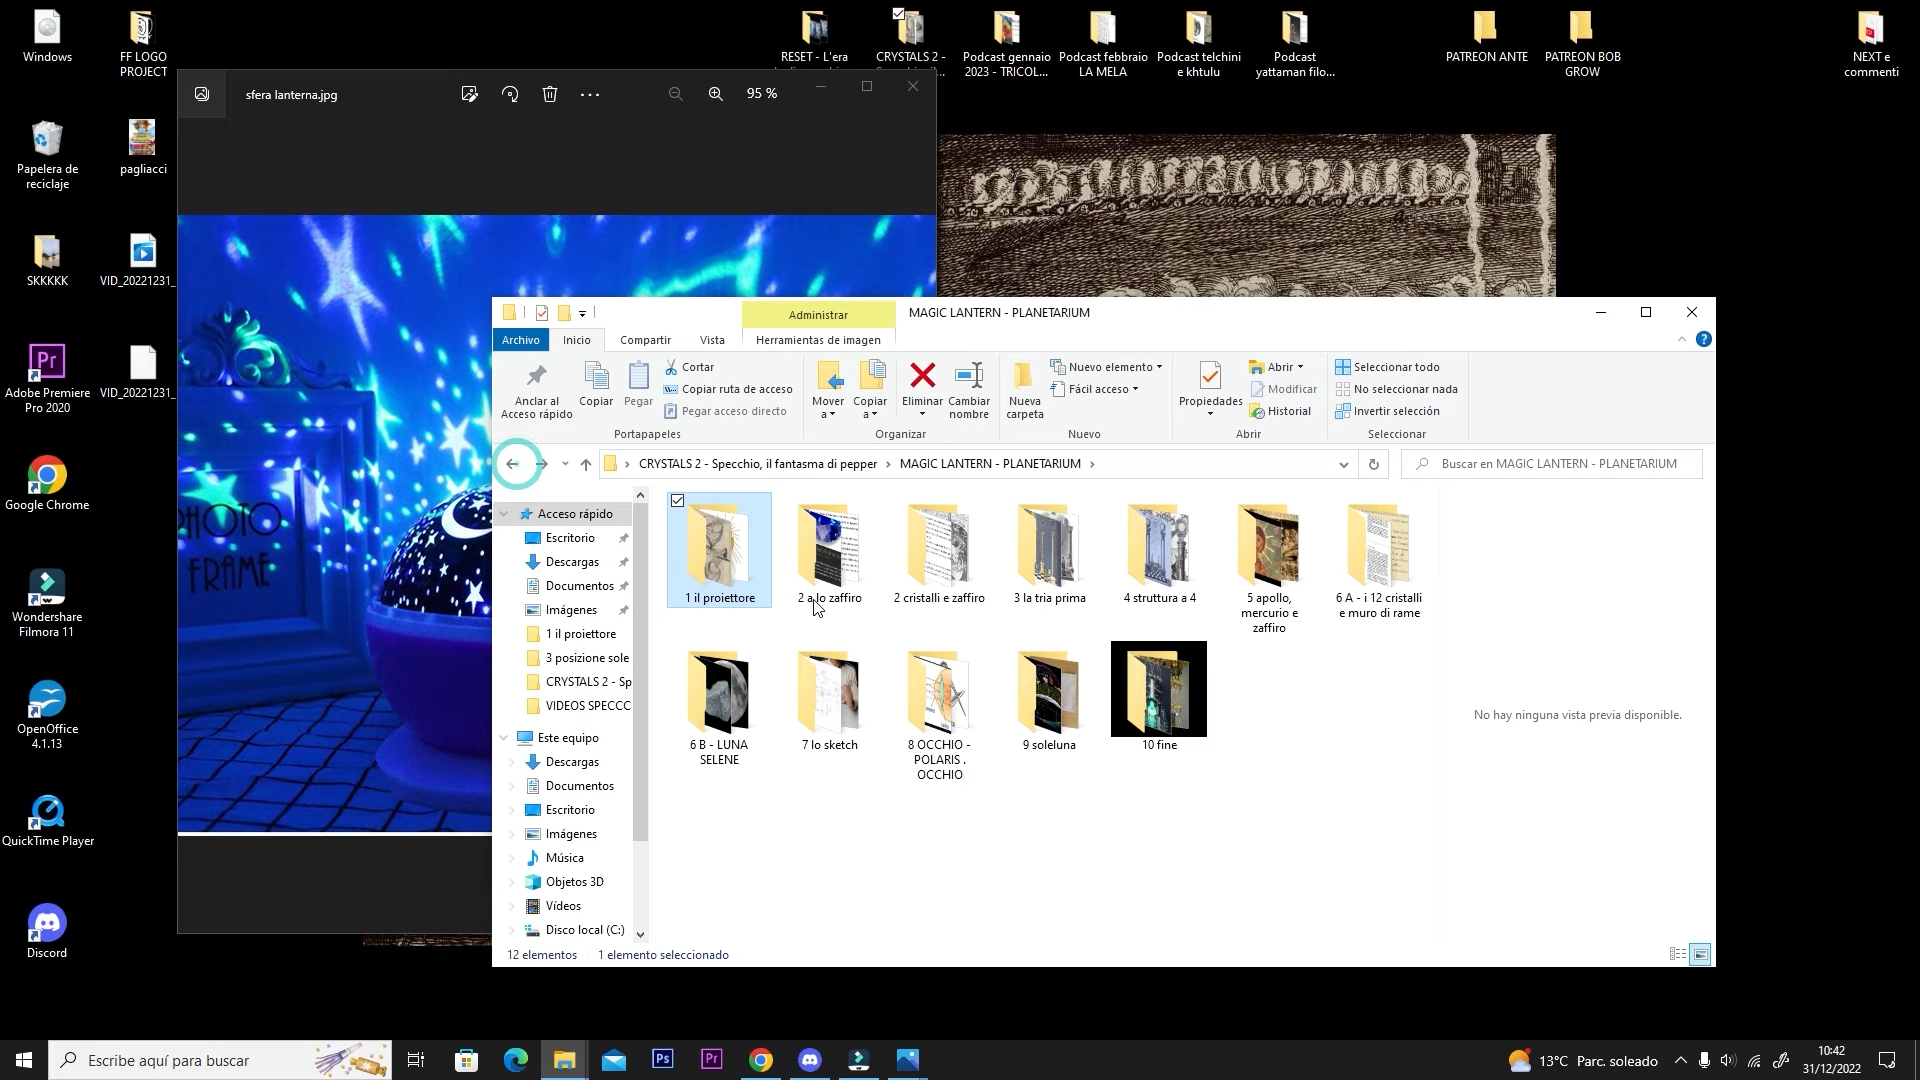 Windows
FF LOGO
PROJECT
RESET - L'era
CRYSTALS 2 -
Podcast gennaio
2023 - TRICOL...
Podcast febbraio
LA MELA
Podcast telchini
e khtulu
Podcast
yattaman filo...
PATREON ANTE
PATREON BOB
GROW
NEXT e
commenti
sfera lanterna.jpg
95 %
Papelera de
reciclaje
pagliacci
SKKKKK
VID_20221231_
Adobe Premiere
Pro 2020
VID_20221231_
Google Chrome
Wondershare
Filmora 11
OpenOffice
4.1.13
QuickTime Player
Discord
PHOTO
FRAME
Administrar
MAGIC LANTERN - PLANETARIUM
Archivo
Inicio
Compartir
Vista
Herramientas de imagen
Anclar al
Acceso rápido
Copiar
Pegar
Cortar
Copiar ruta de acceso
Pegar acceso directo
Portapapeles
Mover
a
Copiar
a
Eliminar
Cambiar
nombre
Organizar
Nueva
carpeta
Nuevo elemento
Fácil acceso
Nuevo
Propiedades
Abrir
Modificar
Historial
Abrir
Seleccionar todo
No seleccionar nada
Invertir selección
Seleccionar
CRYSTALS 2 - Specchio, il fantasma di pepper
MAGIC LANTERN - PLANETARIUM
Buscar en MAGIC LANTERN - PLANETARIUM
Acceso rápido
Escritorio
Descargas
Documentos
Imágenes
1 il proiettore
3 posizione sole
CRYSTALS 2 - Sp
VIDEOS SPECCC
Este equipo
Descargas
Documentos
Escritorio
Imágenes
Música
Objetos 3D
Vídeos
Disco local (C:)
1 il proiettore
2 a lo zaffiro
2 cristalli e zaffiro
3 la tria prima
4 struttura a 4
5 apollo,
mercurio e
zaffiro
6 A - i 12 cristalli
e muro di rame
6 B - LUNA
SELENE
7 lo sketch
8 OCCHIO -
POLARIS .
OCCHIO
9 soleluna
10 fine
No hay ninguna vista previa disponible.
12 elementos
1 elemento seleccionado
Escribe aquí para buscar
Ps
Pr
13°C Parc. soleado
10:42
31/12/2022